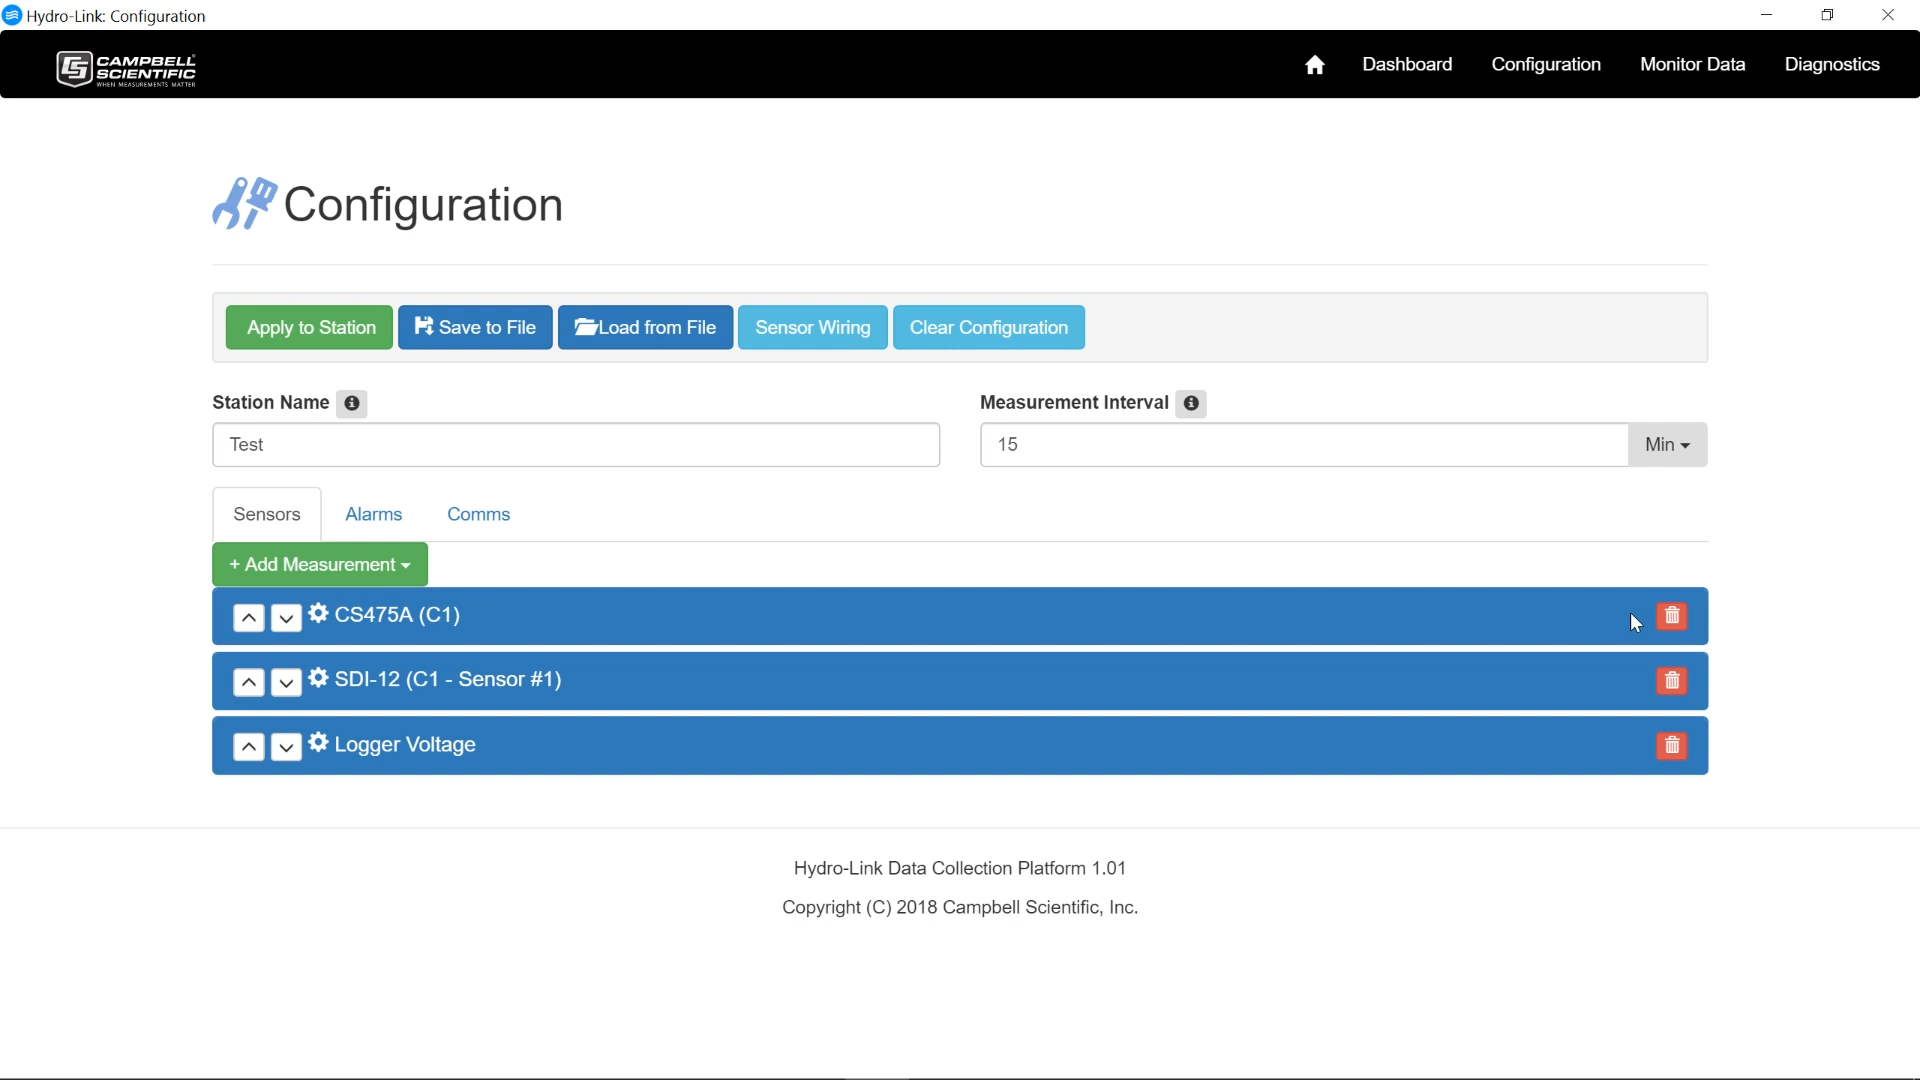 Hydro-Link: Configuration
CAMPBELL
SCIENTIFIC
WHEN MEASUREMENTS MATTER
Dashboard
Configuration
Monitor Data
Diagnostics
Configuration
Apply to Station
Save to File
Load from File
Sensor Wiring
Clear Configuration
Station Name
Measurement Interval
Test
15
Min
Sensors
Alarms
Comms
+ Add Measurement
CS475A (C1)
SDI-12 (C1 - Sensor #1)
Logger Voltage
Hydro-Link Data Collection Platform 1.01
Copyright (C) 2018 Campbell Scientific, Inc.